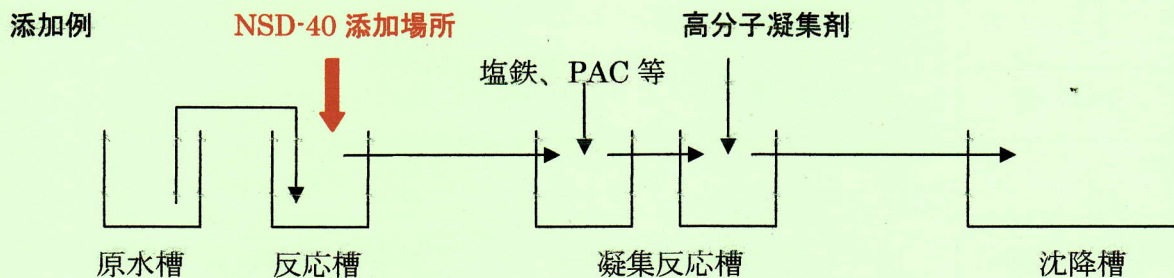 添加例
NSD-40 添加場所
高分子凝集剤
塩鉄、PAC 等
原水槽
反応槽
凝集反応槽
沈降槽